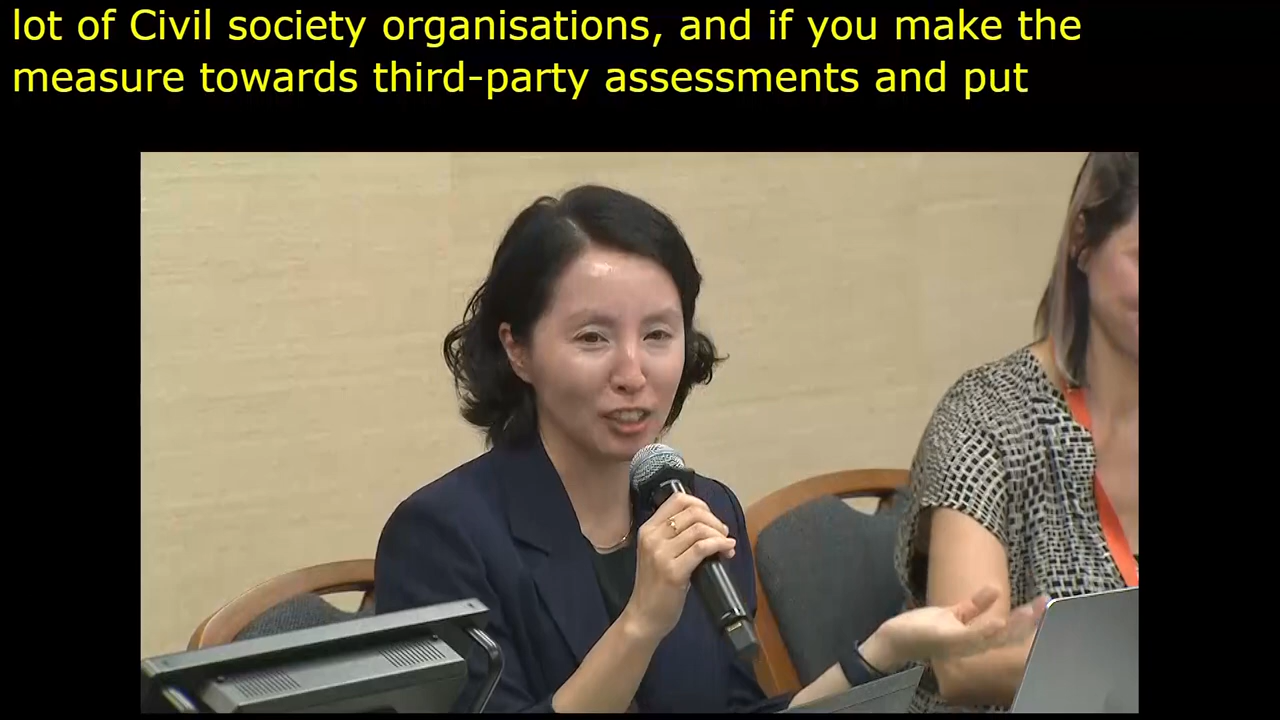 lot of Civil society organisations, and if you make the
measure towards third-party assessments and put